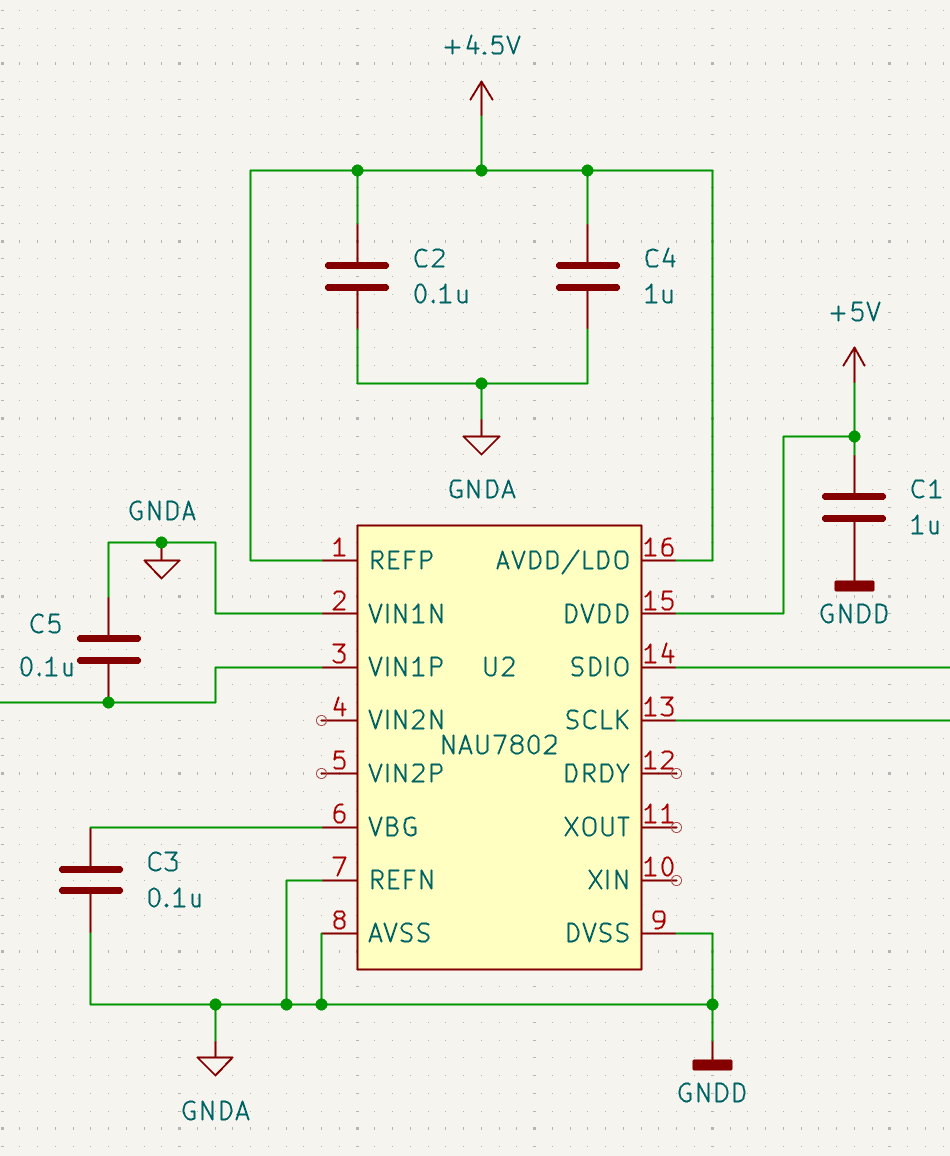 +4.5V
C2
0.1u
C4
1u
+5V
GNDA
C1
1u
GNDD
GNDA
C5
0.1u
1 REFP AVDD/LDO 16
2 VIN1N DVDD 15
3 VIN1P U2 SDIO 14
4 VIN2N SCLK 13
NAU7802
5 VIN2P DRDY 12
6 VBG XOUT 11
C3
0.1u
7 REFN XIN 10
8 AVSS DVSS 9
GNDA
GNDD